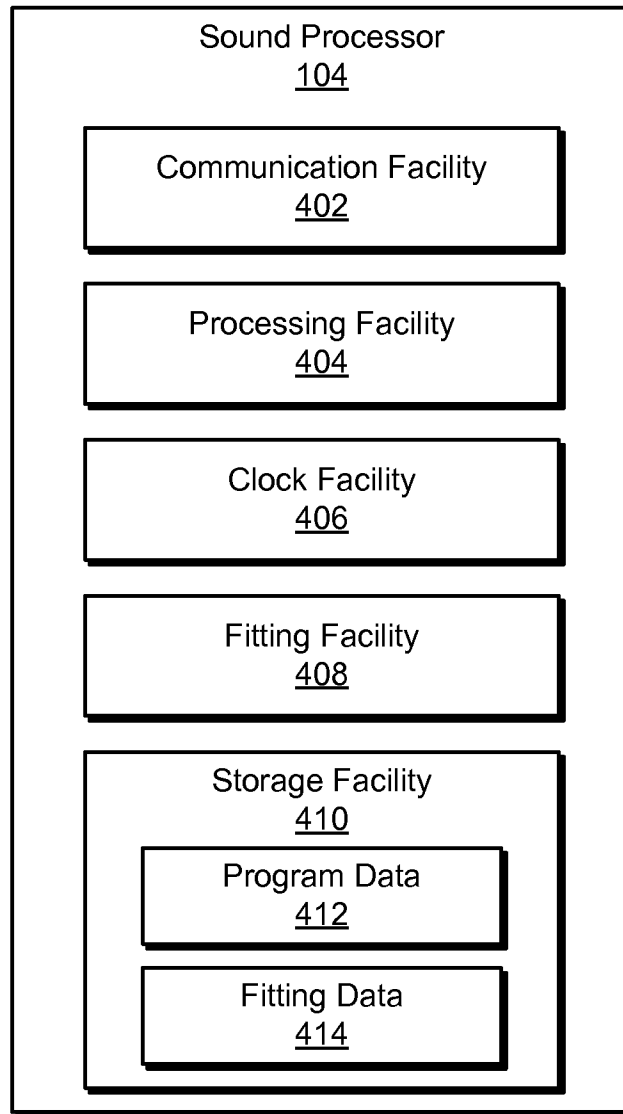 Sound Processor
104
Communication Facility
402
Processing Facility
404
Clock Facility
406
Fitting Facility
408
Storage Facility
410
Program Data
412
Fitting Data
414